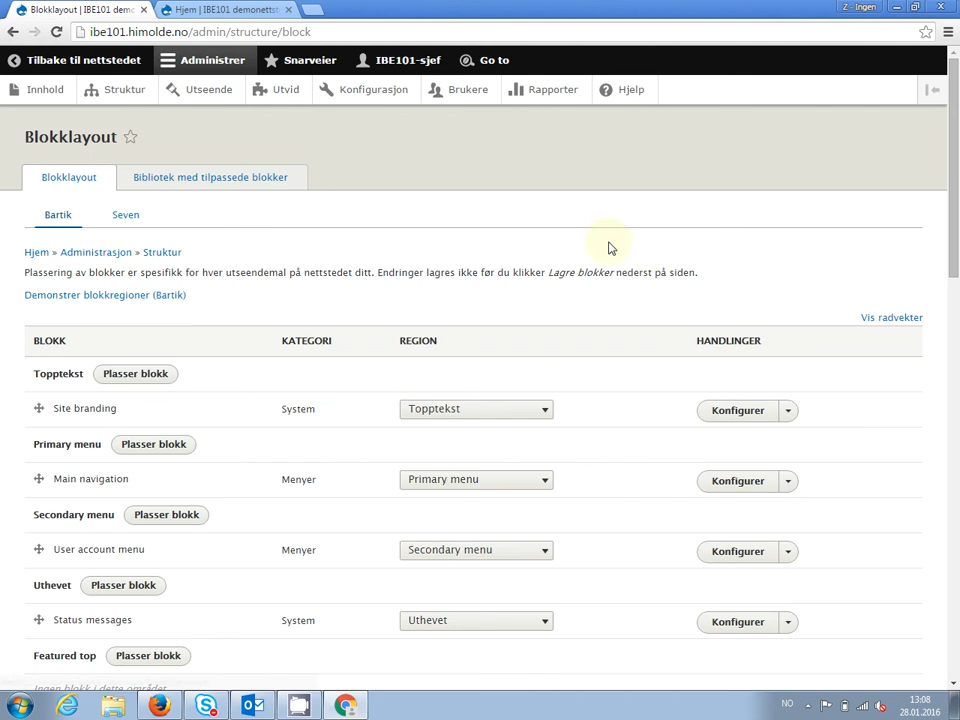 Blokklayout | IBE101 demo
Hjem | IBE101 demonettst
Ingen
ibe101.himolde.no/admin/structure/block
Tilbake til nettstedet
Administrer
Snarveier
IBE101-sjef
Go to
Innhold
Struktur
Utseende
Utvid
Konfigurasjon
Brukere
Rapporter
Hjelp
Blokklayout
Blokklayout
Bibliotek med tilpassede blokker
Bartik
Seven
Hjem » Administrasjon » Struktur
Plassering av blokker er spesifikk for hver utseendemal på nettstedet ditt. Endringer lagres ikke før du klikker Lagre blokker nederst på siden.
Demonstrer blokkregioner (Bartik)
Vis radvekter
BLOKK KATEGORI REGION HANDLINGER
Topptekst Plasser blokk
Site branding System Topptekst Konfigurer
Primary menu Plasser blokk
Main navigation Menyer Primary menu Konfigurer
Secondary menu Plasser blokk
User account menu Menyer Secondary menu Konfigurer
Uthevet Plasser blokk
Status messages System Uthevet Konfigurer
Featured top Plasser blokk
Ingen blokk i dette området
NO
13:08
28.01.2016